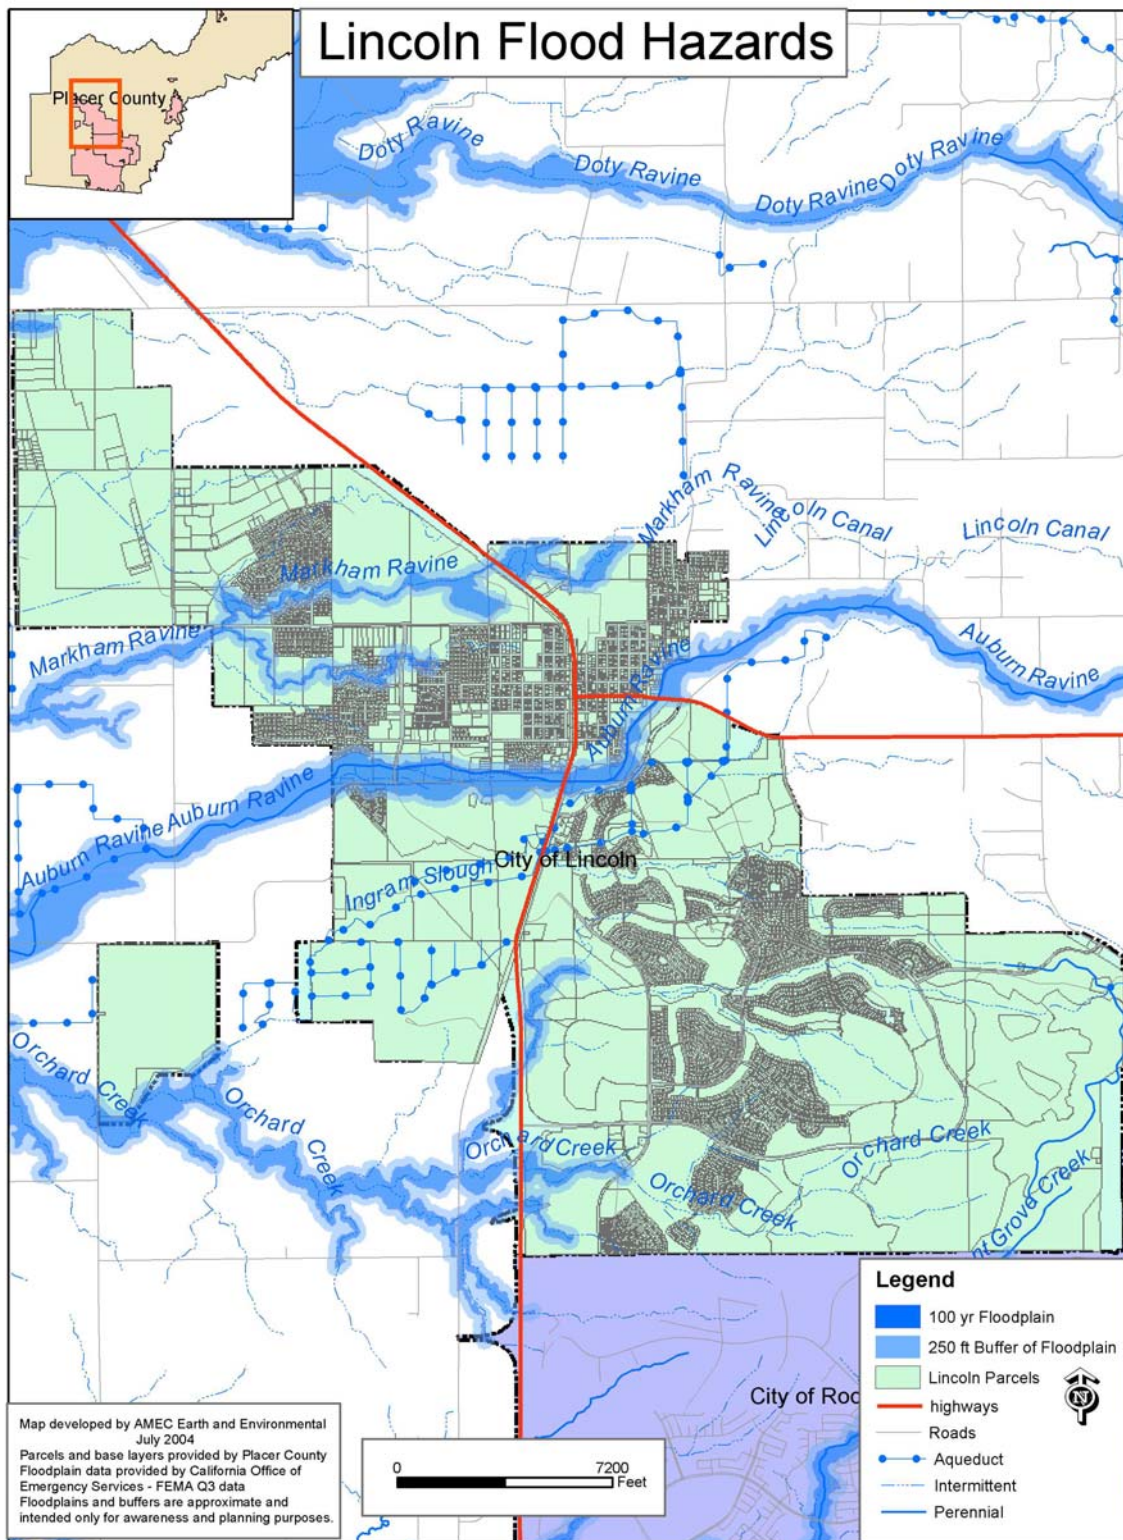 Lincoln Flood Hazards
Placer County
Doty Ravine
Doty Ravine
Doty Ravine
Doty Ravine
Markham Ravine
Lincoln Canal
Lincoln Canal
Markham Ravine
Markham Ravine
Auburn Ravine
Auburn Ravine
Auburn Ravine
Auburn Ravine
City of Lincoln
Ingram Slough
Orchard Creek
Orchard Creek
Orchard Creek
Orchard Creek
Orchard Creek
nt Grove Creek
City of Roc
Legend
100 yr Floodplain
250 ft Buffer of Floodplain
Lincoln Parcels
highways
Roads
Aqueduct
Intermittent
Perennial
N
Map developed by AMEC Earth and Environmental
July 2004
Parcels and base layers provided by Placer County
Floodplain data provided by California Office of
Emergency Services - FEMA Q3 data
Floodplains and buffers are approximate and
intended only for awareness and planning purposes.
0 7200
Feet